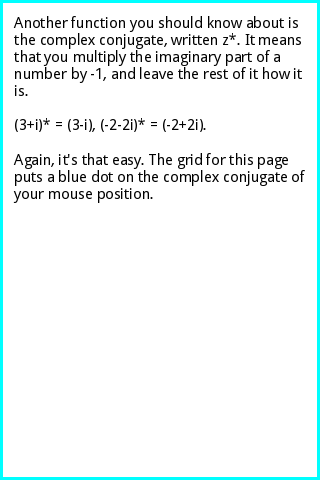 Another function you should know about is
the complex conjugate, written z*. It means
that you multiply the imaginary part of a
number by -1, and leave the rest of it how it
is.
(3+i)* = (3-i), (-2-2i)* = (-2+2i).
Again, it's that easy. The grid for this page
puts a blue dot on the complex conjugate of
your mouse position.